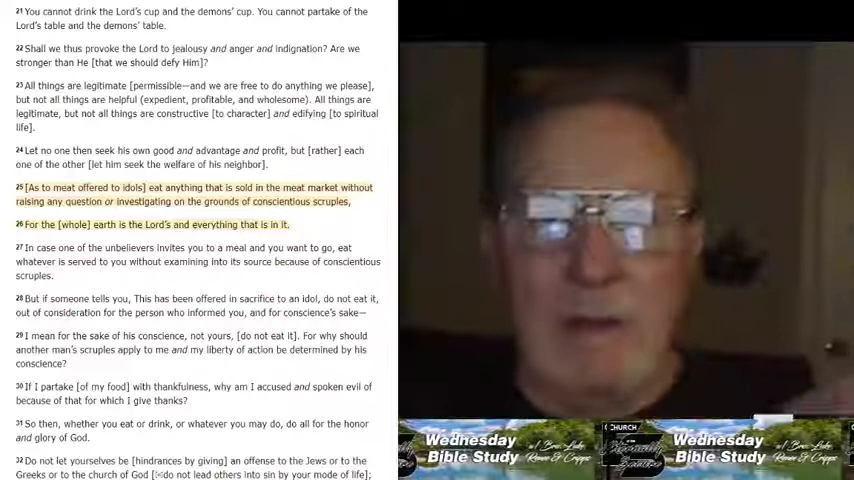 21 You cannot drink the Lord's cup and the demons' cup. You cannot partake of the
Lord's table and the demons' table.
22 Shall we thus provoke the Lord to jealousy and anger and indignation? Are we
stronger than He [that we should defy Him]?
23 All things are legitimate [permissible—and we are free to do anything we please],
but not all things are helpful (expedient, profitable, and wholesome). All things are
legitimate, but not all things are constructive [to character] and edifying [to spiritual
life].
24 Let no one then seek his own good and advantage and profit, but [rather] each
one of the other [let him seek the welfare of his neighbor].
25 [As to meat offered to idols] eat anything that is sold in the meat market without
raising any question or investigating on the grounds of conscientious scruples,
26 For the [whole] earth is the Lord's and everything that is in it.
27 In case one of the unbelievers invites you to a meal and you want to go, eat
whatever is served to you without examining into its source because of conscientious
scruples.
28 But if someone tells you, This has been offered in sacrifice to an idol, do not eat it,
out of consideration for the person who informed you, and for conscience's sake—
29 I mean for the sake of his conscience, not yours, [do not eat it]. For why should
another man's scruples apply to me and my liberty of action be determined by his
conscience?
30 If I partake [of my food] with thankfulness, why am I accused and spoken evil of
because of that for which I give thanks?
31 So then, whether you eat or drink, or whatever you may do, do all for the honor
and glory of God.
32 Do not let yourselves be [hindrances by giving] an offense to the Jews or to the
Greeks or to the church of God [do not lead others into sin by your mode of life];
Wednesday
Bible Study
CHURCH
Wednesday
Bible Study